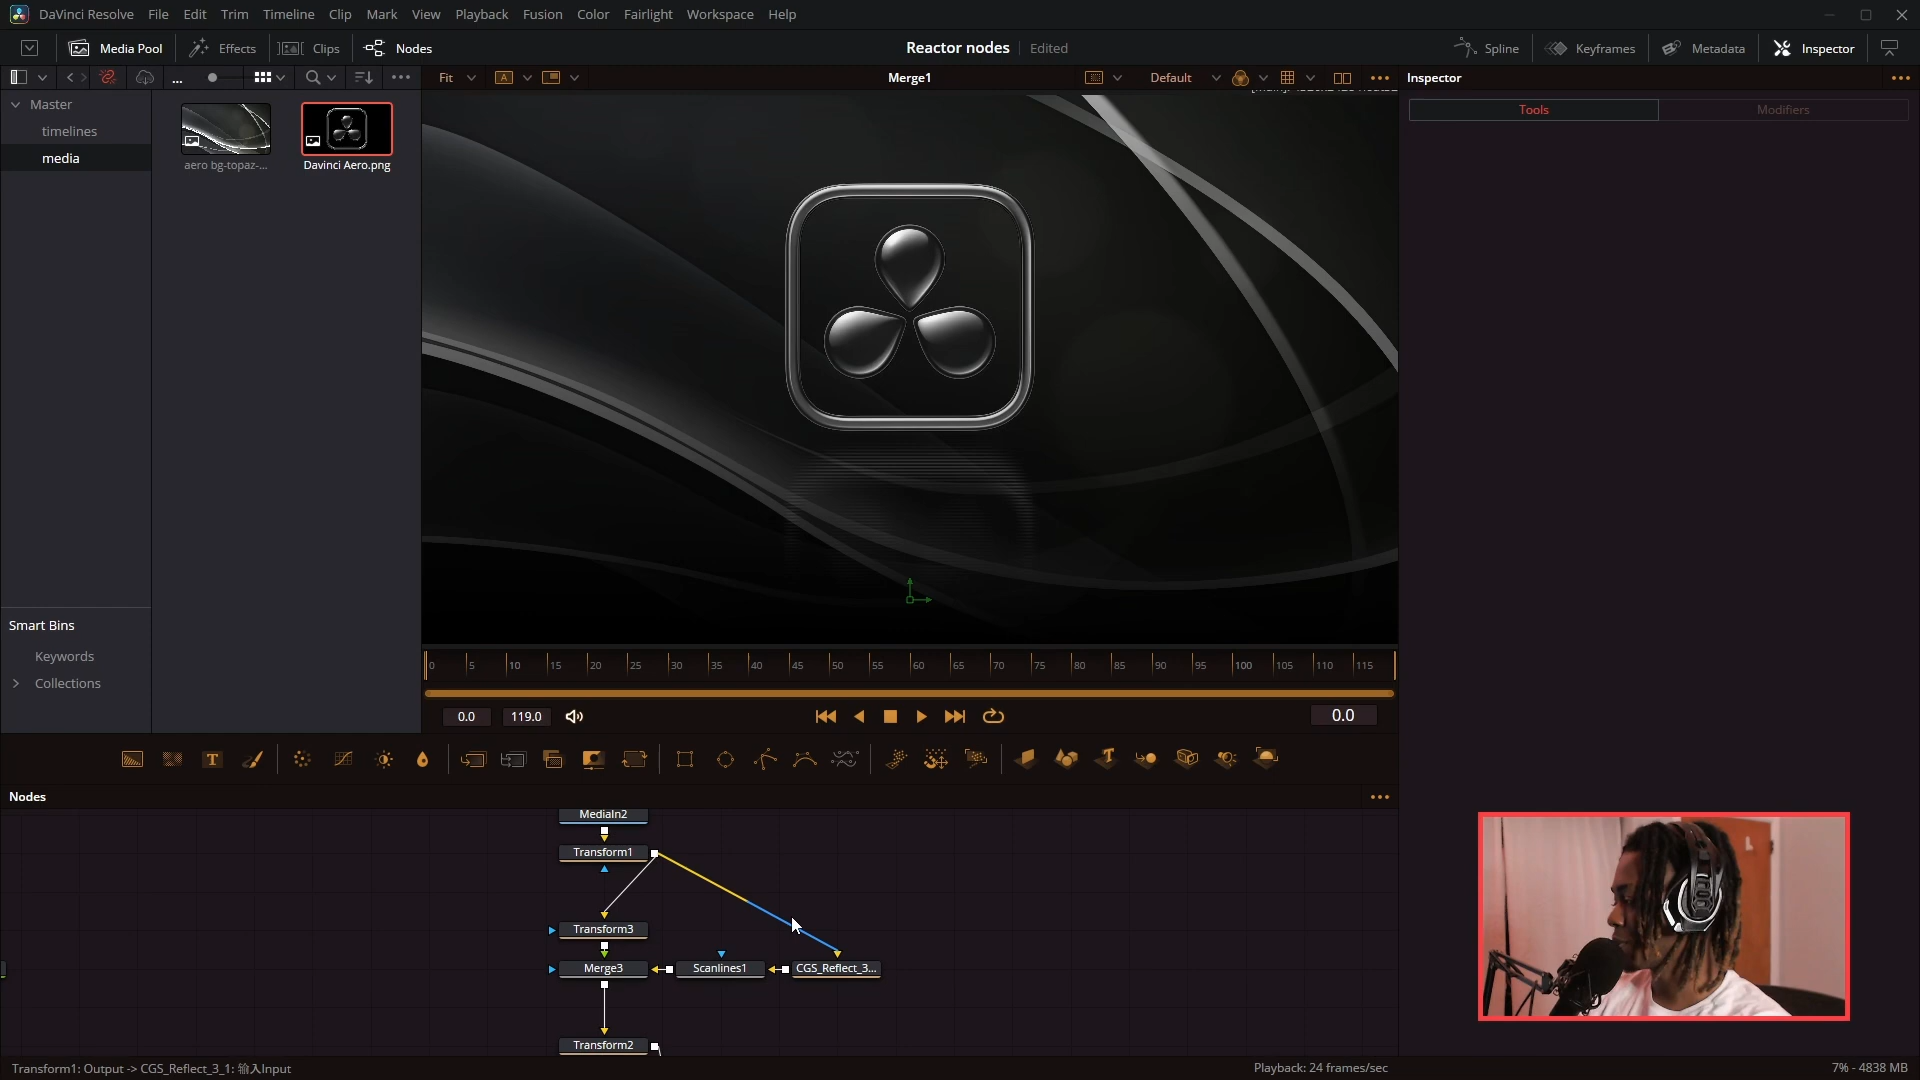 DaVinci Resolve File Edit Trim Timeline Clip Mark View Playback Fusion Color Fairlight Workspace Help
Media Pool Effects Clips Nodes Reactor nodes Edited Spline Keyframes Metadata Inspector
... Fit A Merge1 Default Inspector
Master
timelines
media
aero bg-topaz-...
Davinci Aero.png
Tools Modifiers
Smart Bins
Keywords
Collections
0 5 10 15 20 25 30 35 40 45 50 55 60 65 70 75 80 85 90 95 100 105 110 115
0.0 119.0 0.0
T T
Nodes
MediaIn2
Transform1
Transform3
Merge3 Scanlines1 CGS_Reflect_3...
Transform2
Transform1: Output -> CGS_Reflect_3_1: 输入Input Playback: 24 frames/sec 7% - 4838 MB